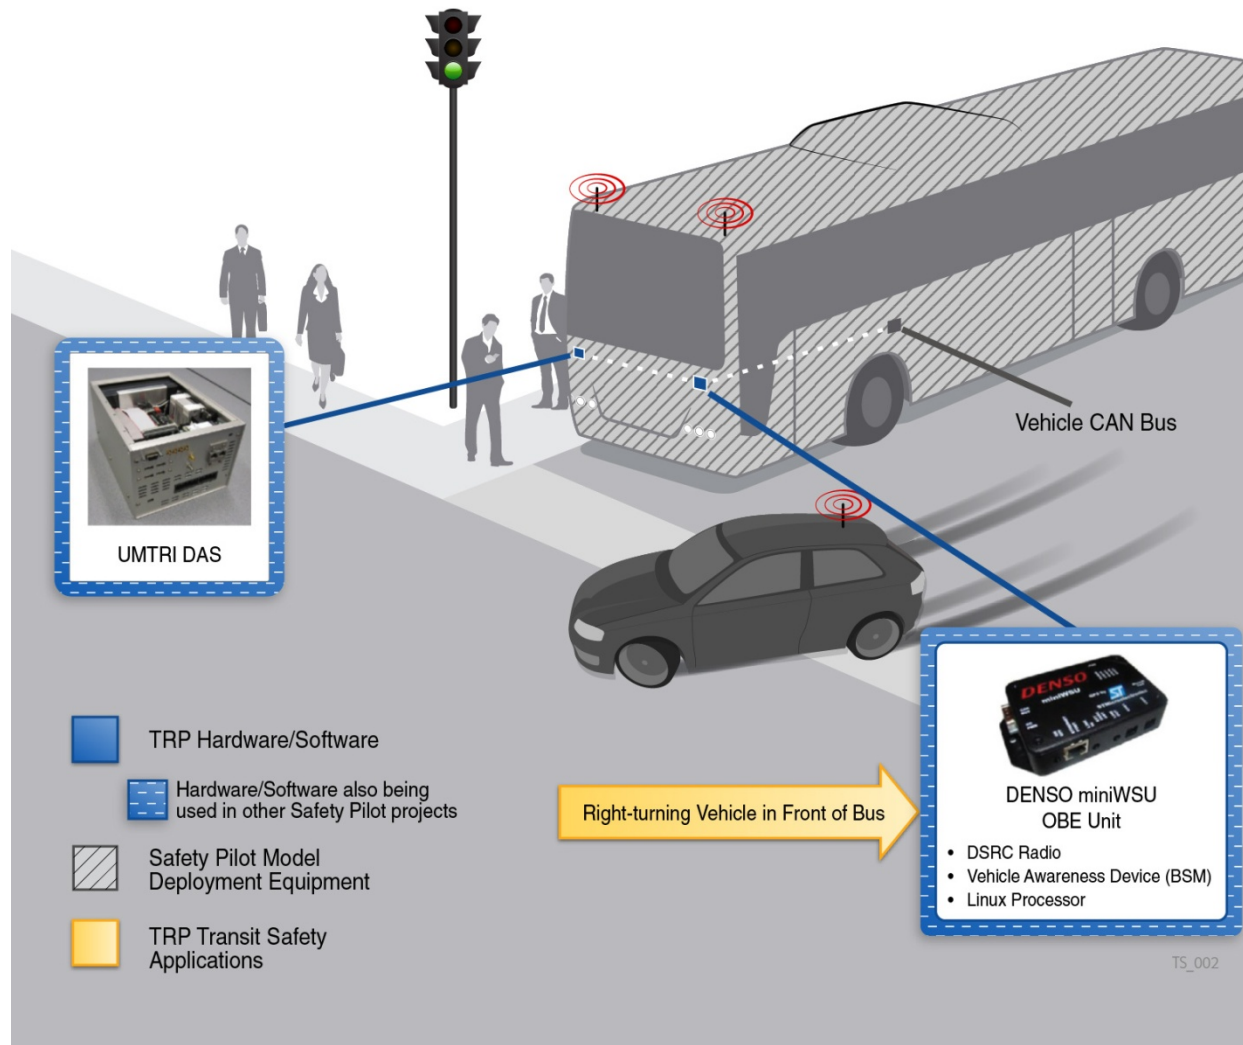 Vehicle CAN Bus
UMTRI DAS
DENSO
miniWSU
TRP Hardware/Software
Hardware/Software also being
used in other Safety Pilot projects
Safety Pilot Model
Deployment Equipment
TRP Transit Safety
Applications
Right-turning Vehicle in Front of Bus
DENSO miniWSU
OBE Unit
• DSRC Radio
• Vehicle Awareness Device (BSM)
• Linux Processor
TS_002